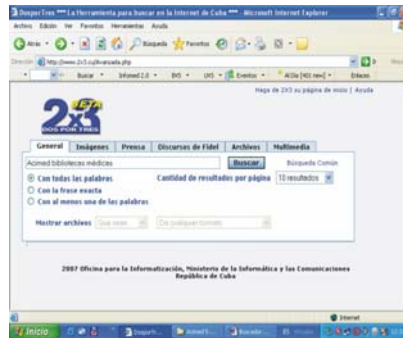 DosporTres *** La Herramienta para buscar en la Internet de Cuba *** - Microsoft Internet Explorer
Archivo Edición Ver Favoritos Herramientas Ayuda
Atrás Búsqueda Favoritos
http://www.2x3.cu/Avanzada.php
Buscar Infomed 2.0 BVS UVS Eventos AlDía Enlaces
Haga de 2X3 su página de inicio | Ayuda
2x3
BETA
DOS POR TRES
General Imágenes Prensa Discursos de Fidel Archivos Multimedia
Acimed bibliotecas médicas Buscar Búsqueda Común
Con todas las palabras Cantidad de resultados por página 10 resultados
Con la frase exacta
Con al menos una de las palabras
Mostrar archivos Que sean De cualquier formato
2007 Oficina para la Informatización, Ministerio de la Informática y las Comunicaciones
República de Cuba
Internet
Inicio